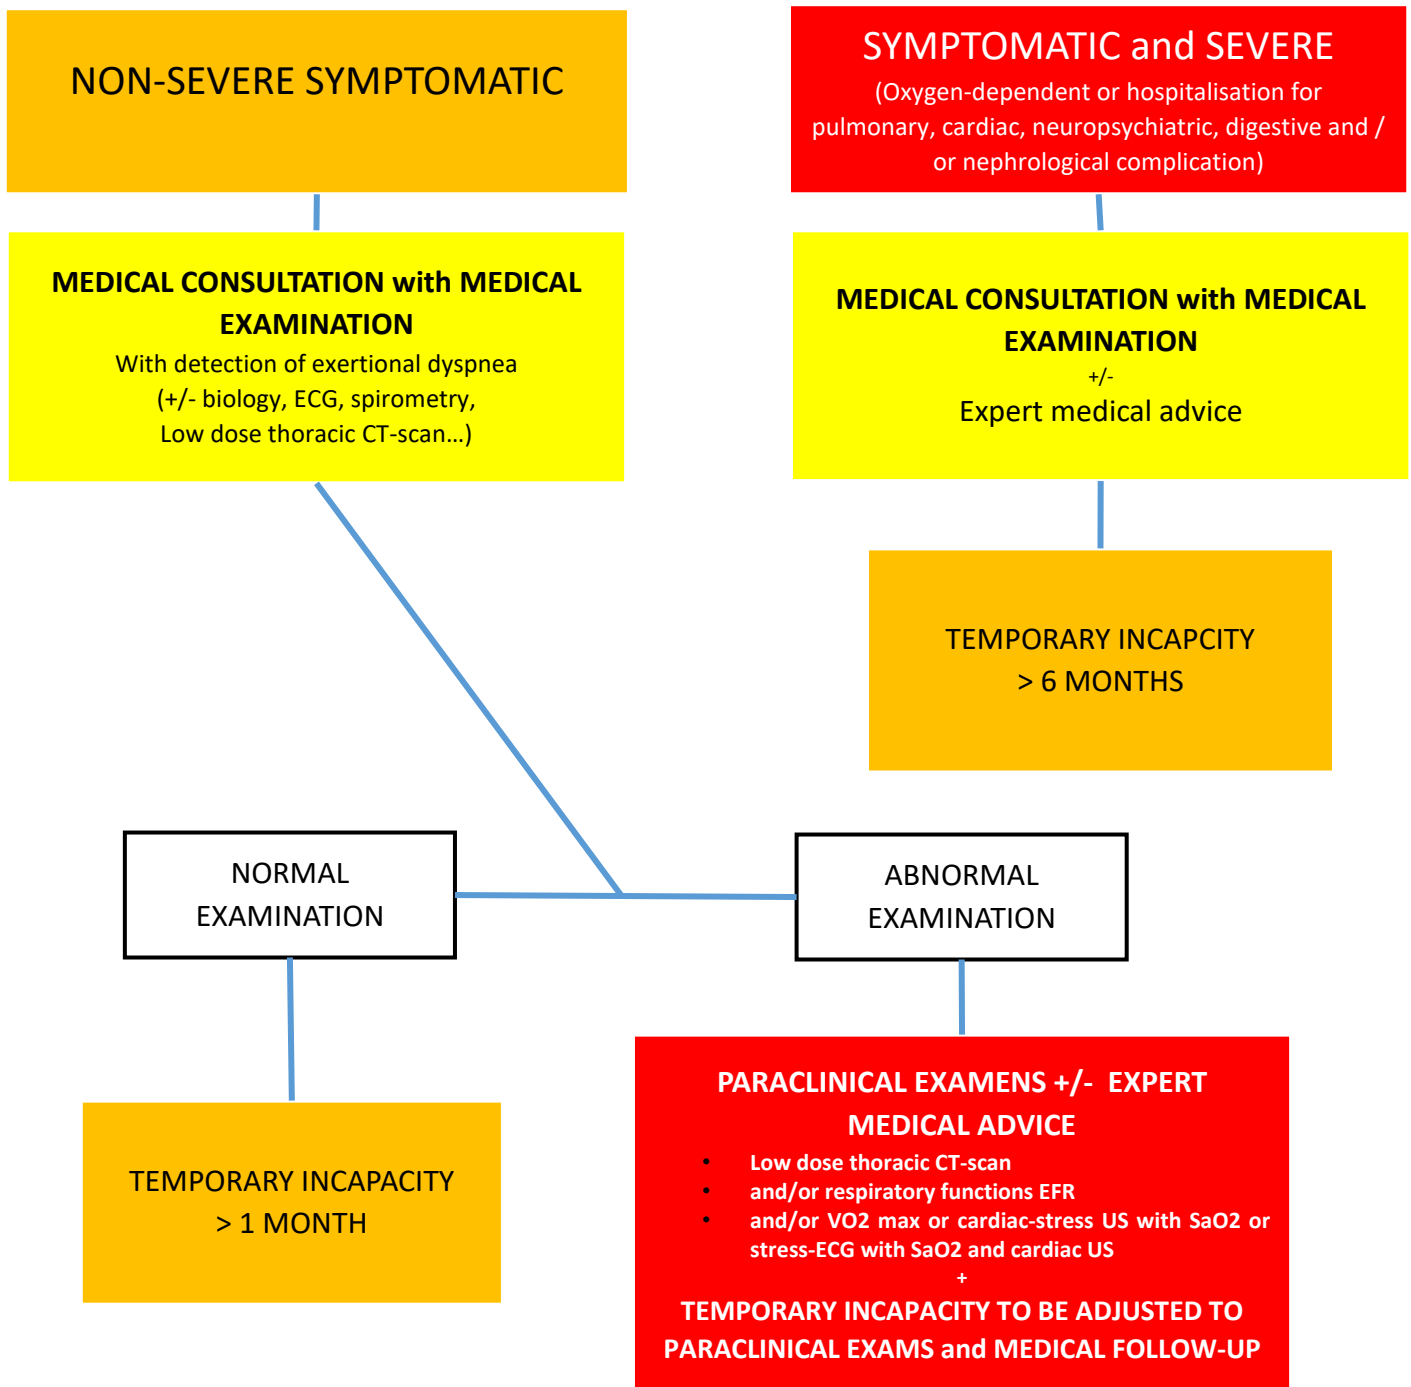 NON-SEVERE SYMPTOMATIC
SYMPTOMATIC and SEVERE
(Oxygen-dependent or hospitalisation for
pulmonary, cardiac, neuropsychiatric, digestive and /
or nephrological complication)
MEDICAL CONSULTATION with MEDICAL
EXAMINATION
With detection of exertional dyspnea
(+/- biology, ECG, spirometry,
Low dose thoracic CT-scan…)
MEDICAL CONSULTATION with MEDICAL
EXAMINATION
+/-
Expert medical advice
TEMPORARY INCAPCITY
> 6 MONTHS
NORMAL
EXAMINATION
ABNORMAL
EXAMINATION
TEMPORARY INCAPACITY
> 1 MONTH
PARACLINICAL EXAMENS +/- EXPERT
MEDICAL ADVICE
• Low dose thoracic CT-scan
• and/or respiratory functions EFR
• and/or VO2 max or cardiac-stress US with SaO2 or
stress-ECG with SaO2 and cardiac US
+
TEMPORARY INCAPACITY TO BE ADJUSTED TO
PARACLINICAL EXAMS and MEDICAL FOLLOW-UP